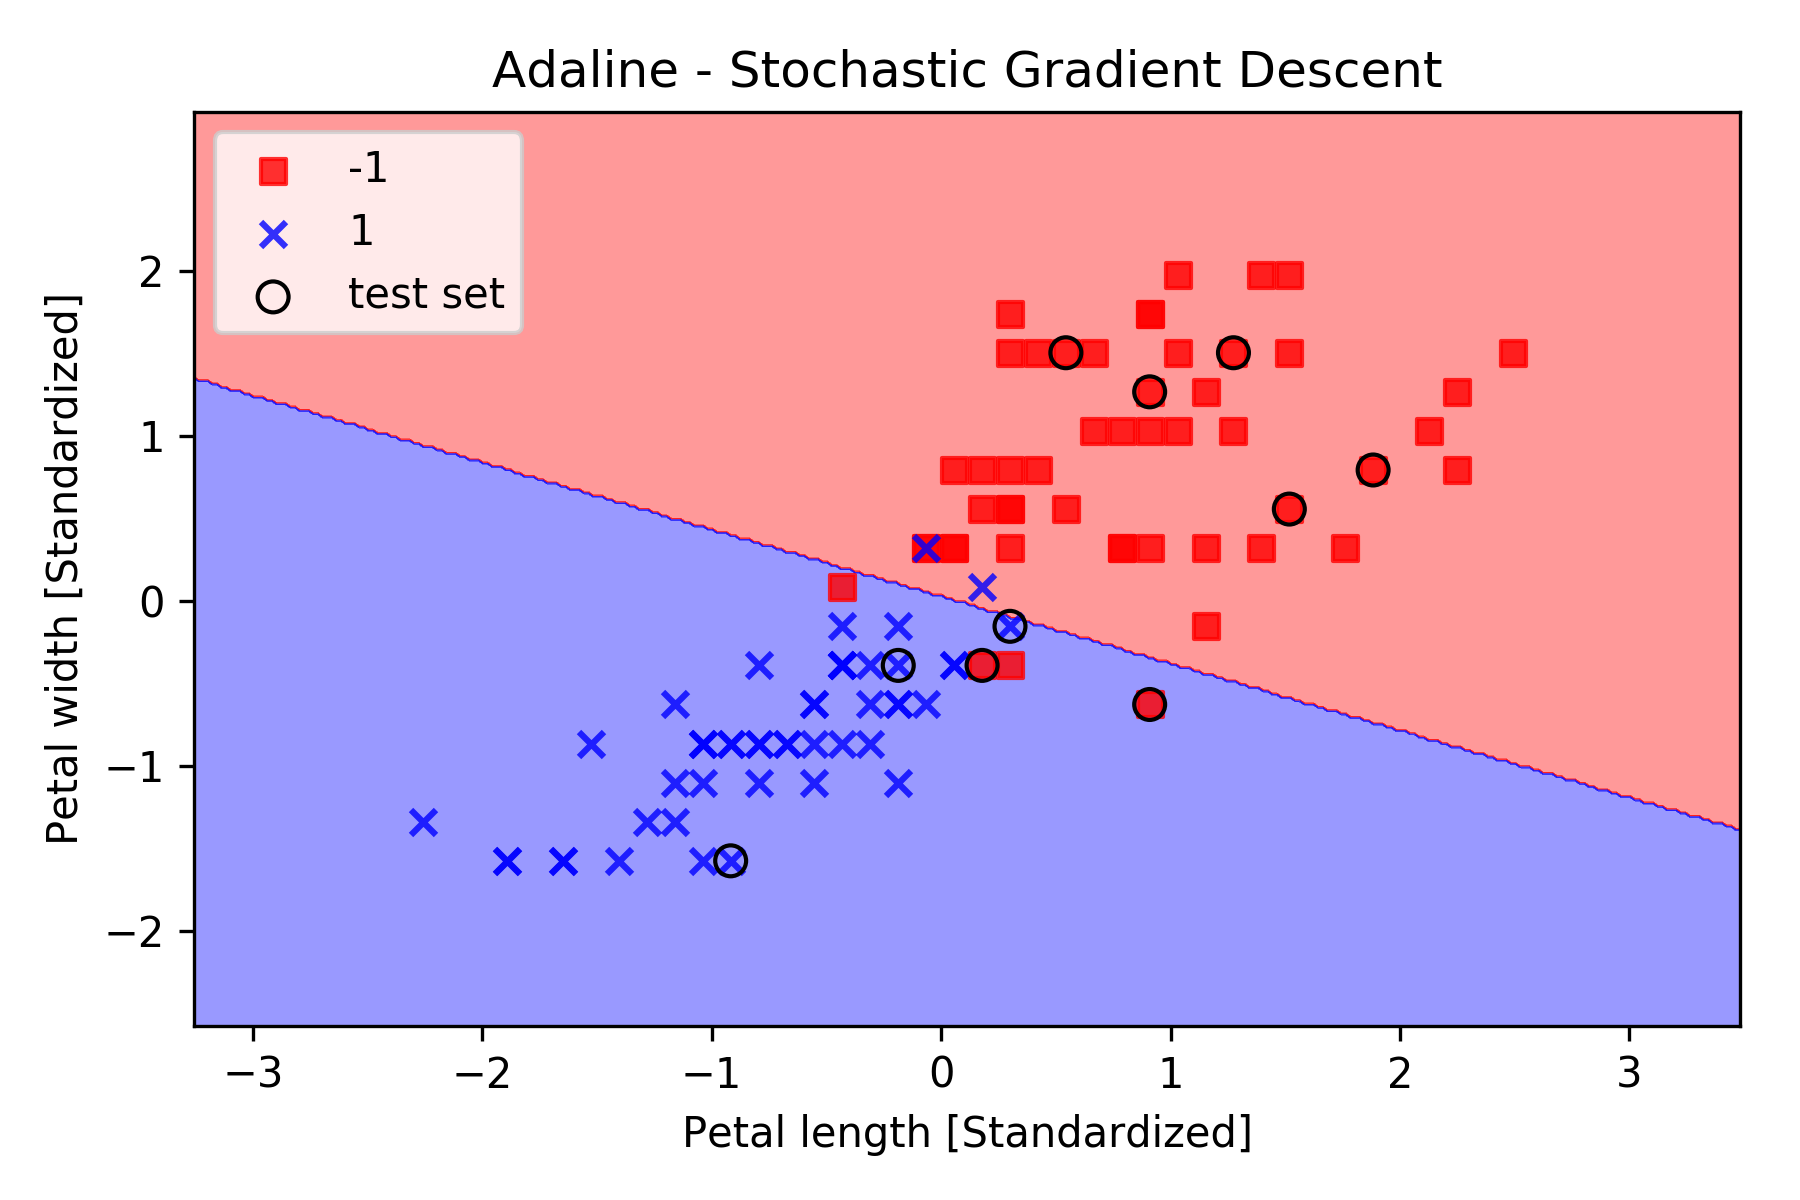 Adaline - Stochastic Gradient Descent
-1
1
test set
Petal width [Standardized]
2
1
0
−1
−2
−3 −2 −1 0 1 2 3
Petal length [Standardized]